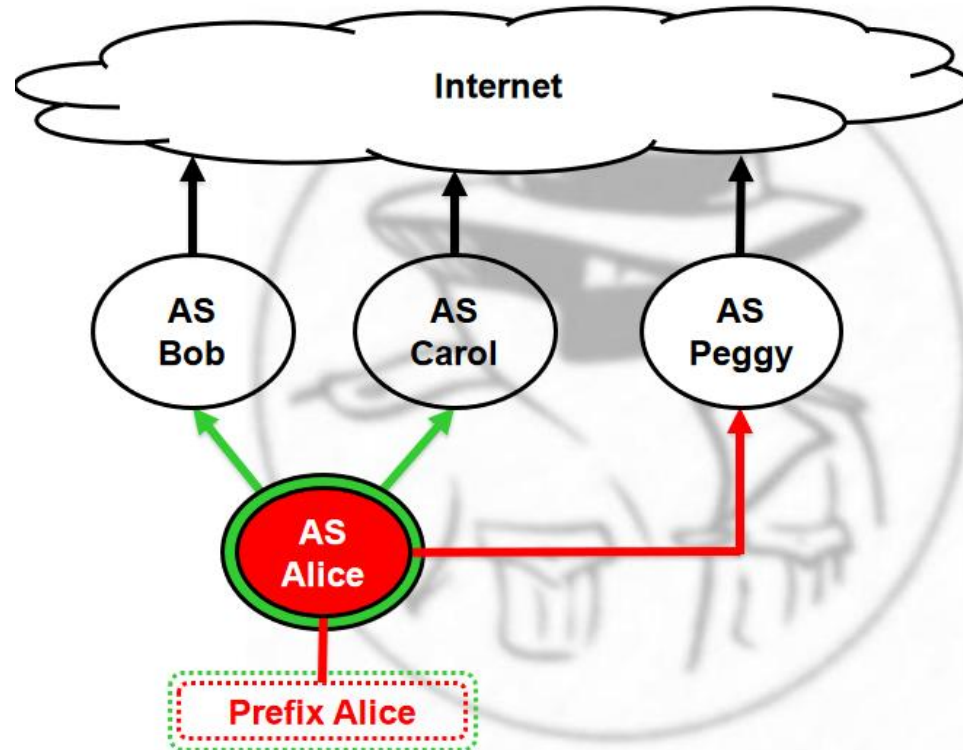 Internet
AS
Bob
AS
Carol
AS
Peggy
AS
Alice
Prefix Alice